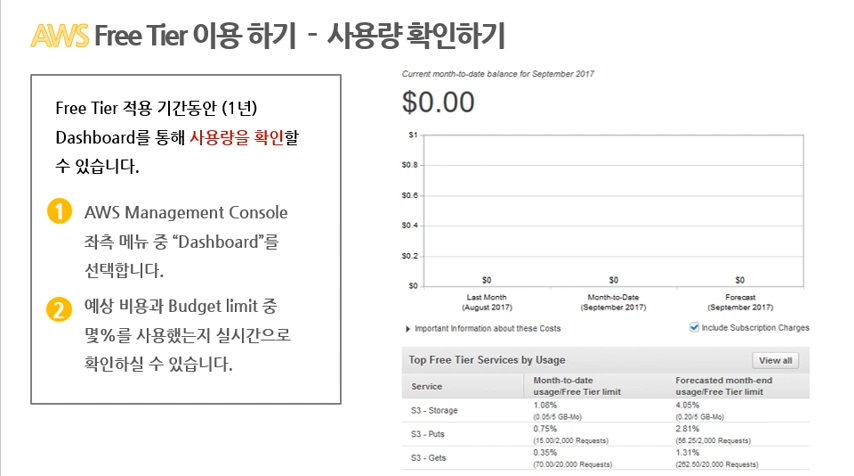 AWS Free Tier 이용 하기 - 사용량 확인하기
Free Tier 적용 기간동안 (1년)
Dashboard를 통해 사용량을 확인할
수 있습니다.
1 AWS Management Console
좌측 메뉴 중 “Dashboard”를
선택합니다.
2 예상 비용과 Budget limit 중
몇%를 사용했는지 실시간으로
확인하실 수 있습니다.
Current month-to-date balance for September 2017
$0.00
$1
$0.8
$0.6
$0.4
$0.2
$0
$0 $0 $0
Last Month Month-to-Date Forecast
(August 2017) (September 2017) (September 2017)
Important Information about these Costs Include Subscription Charges
Top Free Tier Services by Usage View all
Service Month-to-date usage/Free Tier limit Forecasted month-end usage/Free Tier limit
S3 - Storage 1.08% 4.05%
(0.05/5 GB-Mo) (0.20/5 GB-Mo)
S3 - Puts 0.75% 2.81%
(15.00/2,000 Requests) (56.25/2,000 Requests)
S3 - Gets 0.35% 1.31%
(70.00/20,000 Requests) (262.50/20,000 Requests)